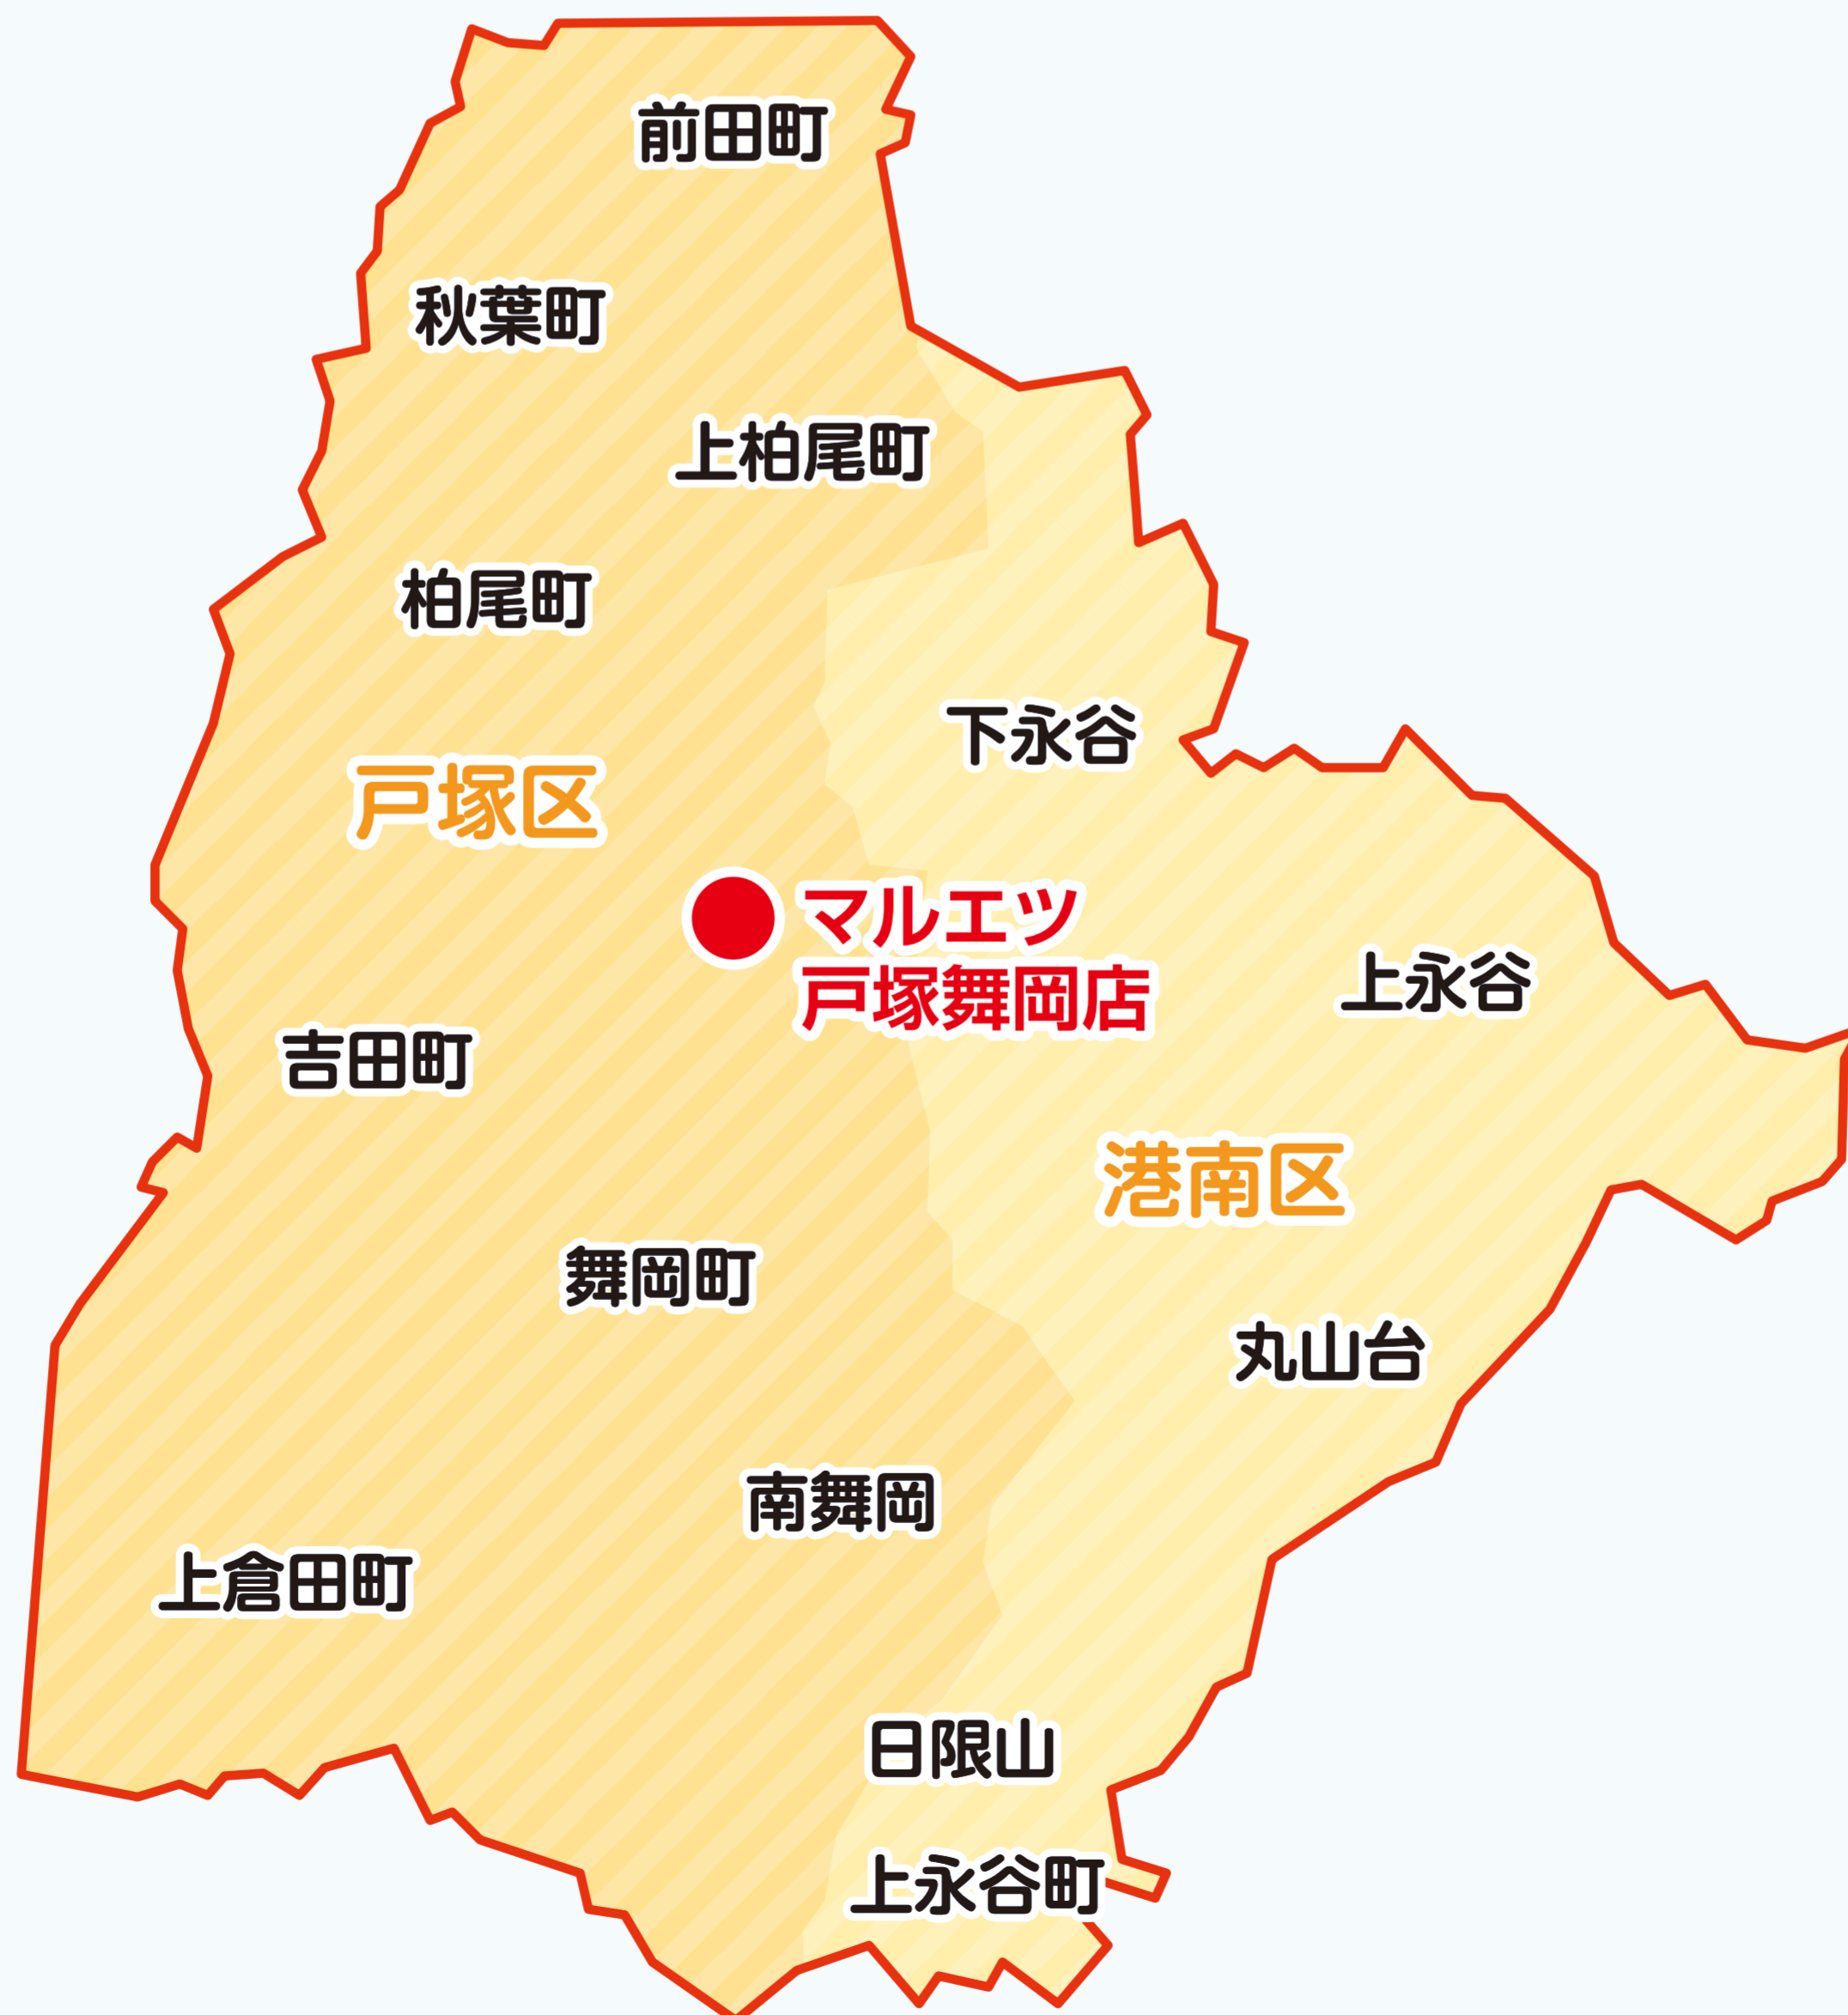 前田町
秋葉町
上柏尾町
柏尾町
下永谷
戸塚区
マルエツ
戸塚舞岡店
上永谷
吉田町
港南区
舞岡町
丸山台
南舞岡
上倉田町
日限山
上永谷町